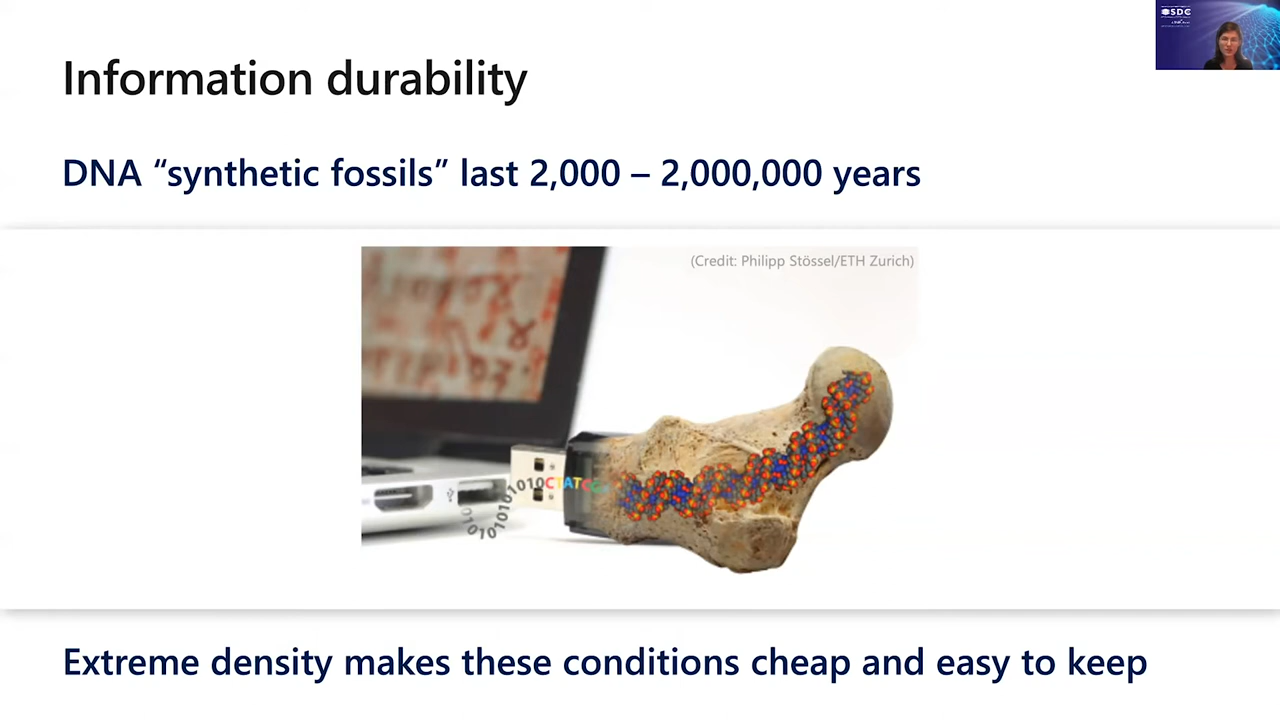 SDC
Information durability
DNA “synthetic fossils” last 2,000 – 2,000,000 years
(Credit: Philipp Stössel/ETH Zurich)
Extreme density makes these conditions cheap and easy to keep